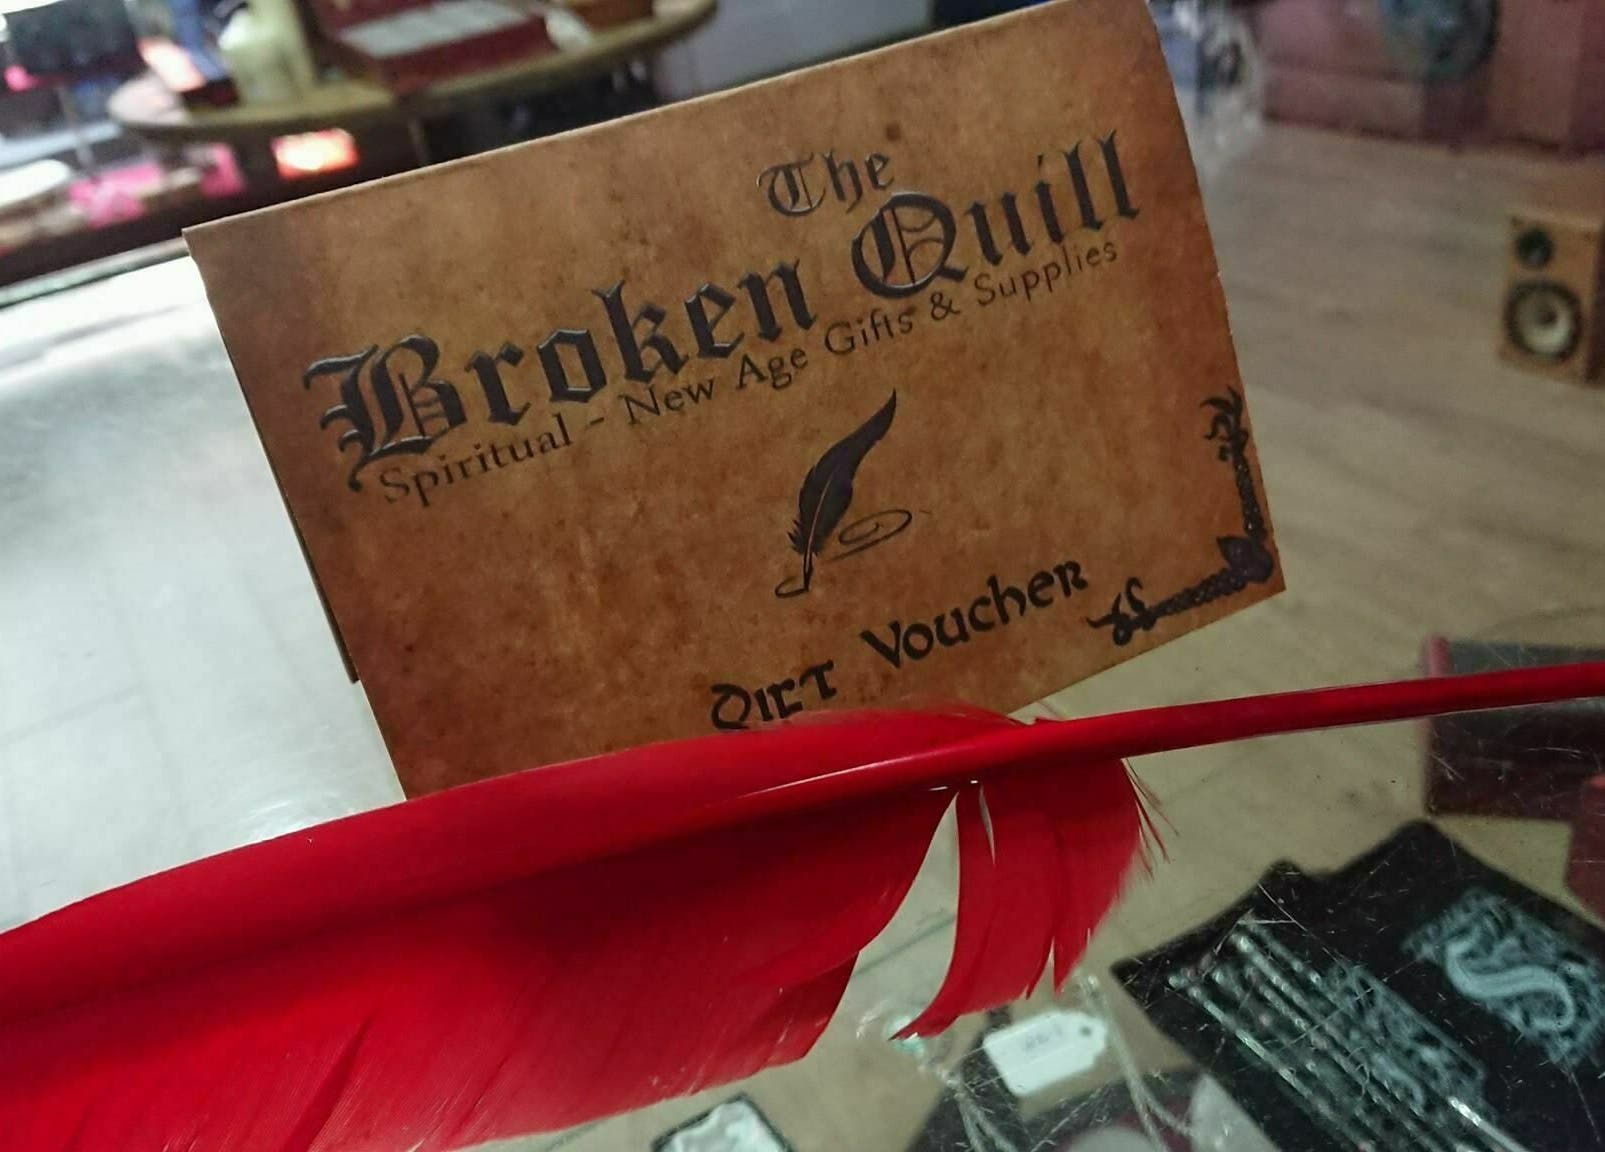 The
Broken Quill
Spiritual - New Age Gifts & Supplies
Gift Voucher
S